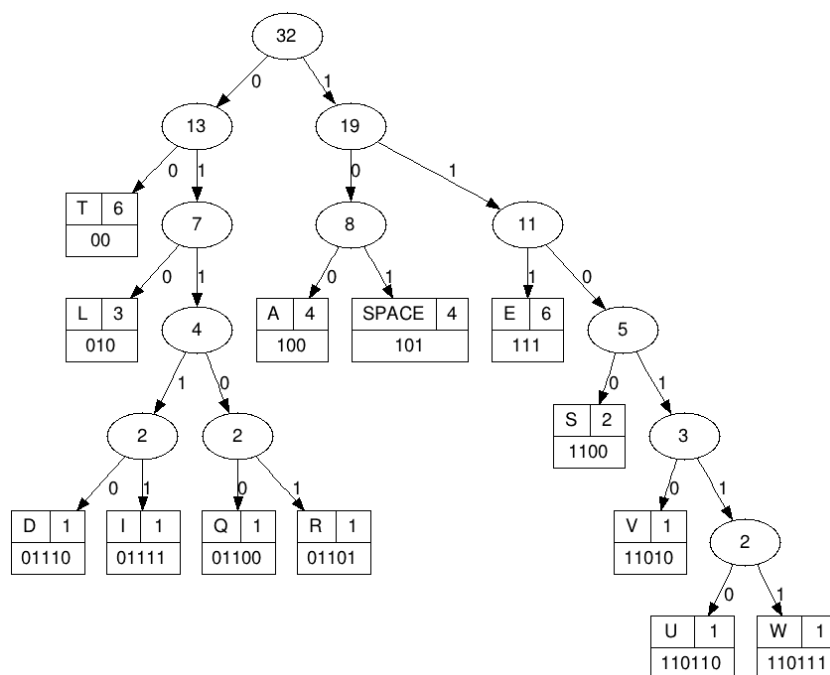 32
0 1
13 19
0 1 0 1
T 6
00
7 8 11
0 1 0 1 1 0
L 3
010
4
A 4
100
SPACE 4
101
E 6
111
5
1 0 0 1
2 2
S 2
1100
3
0 1 0 1 0 1
D 1
01110
I 1
01111
Q 1
01100
R 1
01101
V 1
11010
2
0 1
U 1
110110
W 1
110111